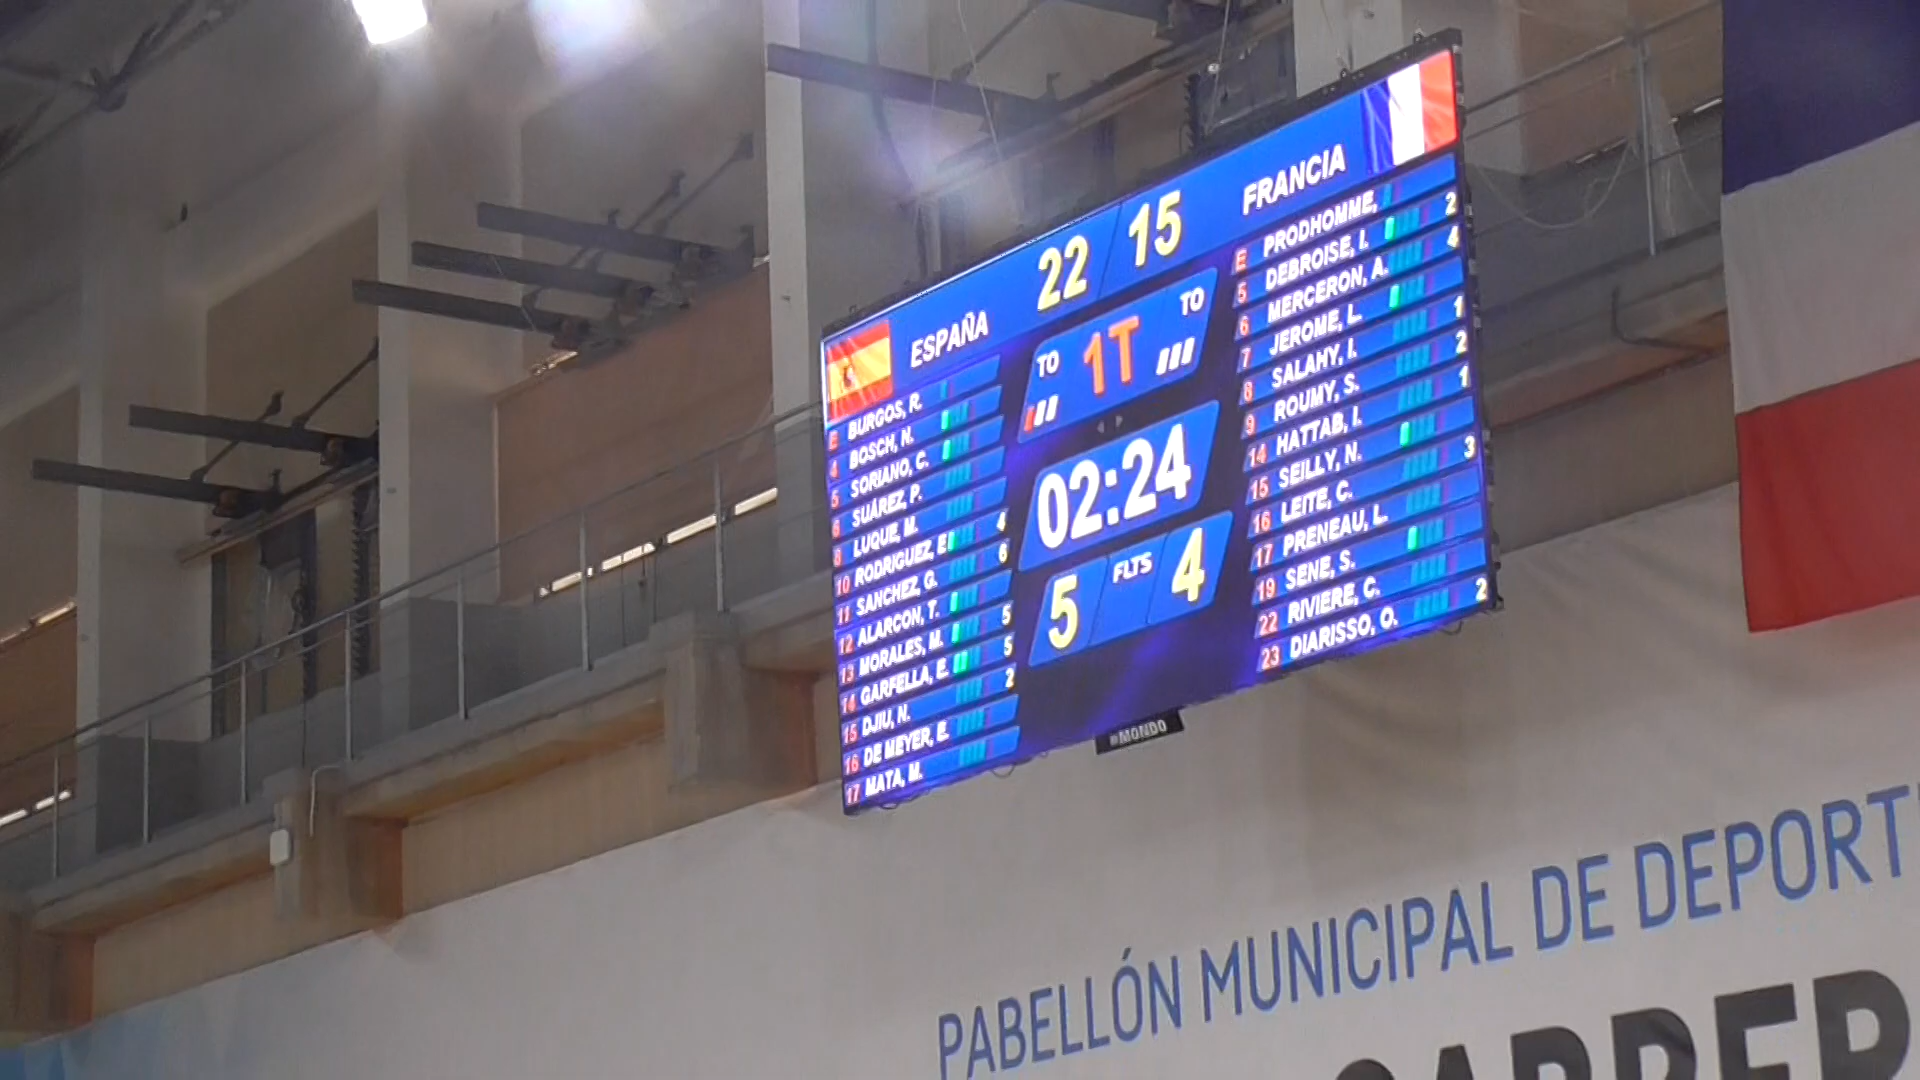 ESPAÑA 22 15 FRANCIA
TO 1T TO
02:24
5 FLTS 4
E BURGOS, R.
4 BOSCH, N.
5 SORIANO, C.
6 SUÁREZ, P.
8 LUQUE, M. 4
10 RODRIGUEZ, E 6
11 SANCHEZ, G.
12 ALARCON, T. 5
13 MORALES, M. 5
14 GARFELLA, E. 2
15 DJIU, N.
16 DE MEYER, E.
17 MATA, M.
E PRODHOMME, 2
5 DEBROISE, I. 4
6 MERCERON, A.
7 JEROME, L. 1
8 SALAHY, I. 2
9 ROUMY, S. 1
14 HATTAB, I.
15 SEILLY, N. 3
16 LEITE, C.
17 PRENEAU, L.
19 SENE, S.
22 RIVIERE, C. 2
23 DIARISSO, O.
MONDO
PABELLÓN MUNICIPAL DE DEPORT